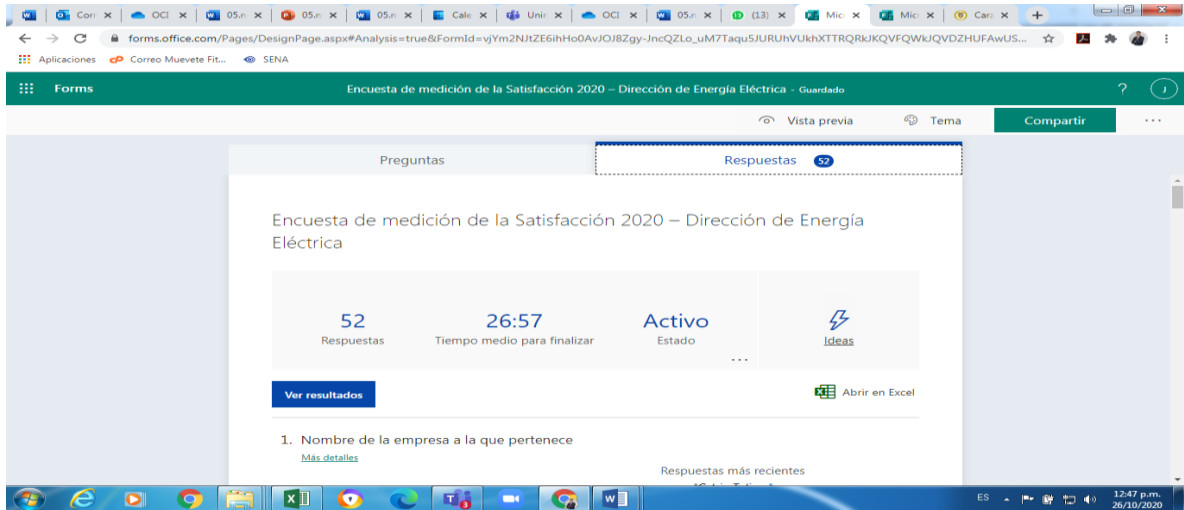 Cori
OCI
05.n
05.n
05.n
Cale
Unir
OCI
05.n
(13)
Mic
Mic
Cara
forms.office.com/Pages/DesignPage.aspx#Analysis=true&FormId=vjYm2NJtZE6ihHo0AvJOJ8Zgy-JncQZLo_uM7Taqu5JURUhVUkhXTTRQRkJKQVFQWkJQVDZHUFAwUS...
Aplicaciones Correo Muevete Fit... SENA
Forms Encuesta de medición de la Satisfacción 2020 – Dirección de Energía Eléctrica - Guardado ? J
Vista previa Tema Compartir ...
Preguntas Respuestas 52
Encuesta de medición de la Satisfacción 2020 – Dirección de Energía
Eléctrica
52 26:57 Activo
Respuestas Tiempo medio para finalizar Estado Ideas
...
Ver resultados Abrir en Excel
1. Nombre de la empresa a la que pertenece
Más detalles
Respuestas más recientes
ES 12:47 p.m.
26/10/2020